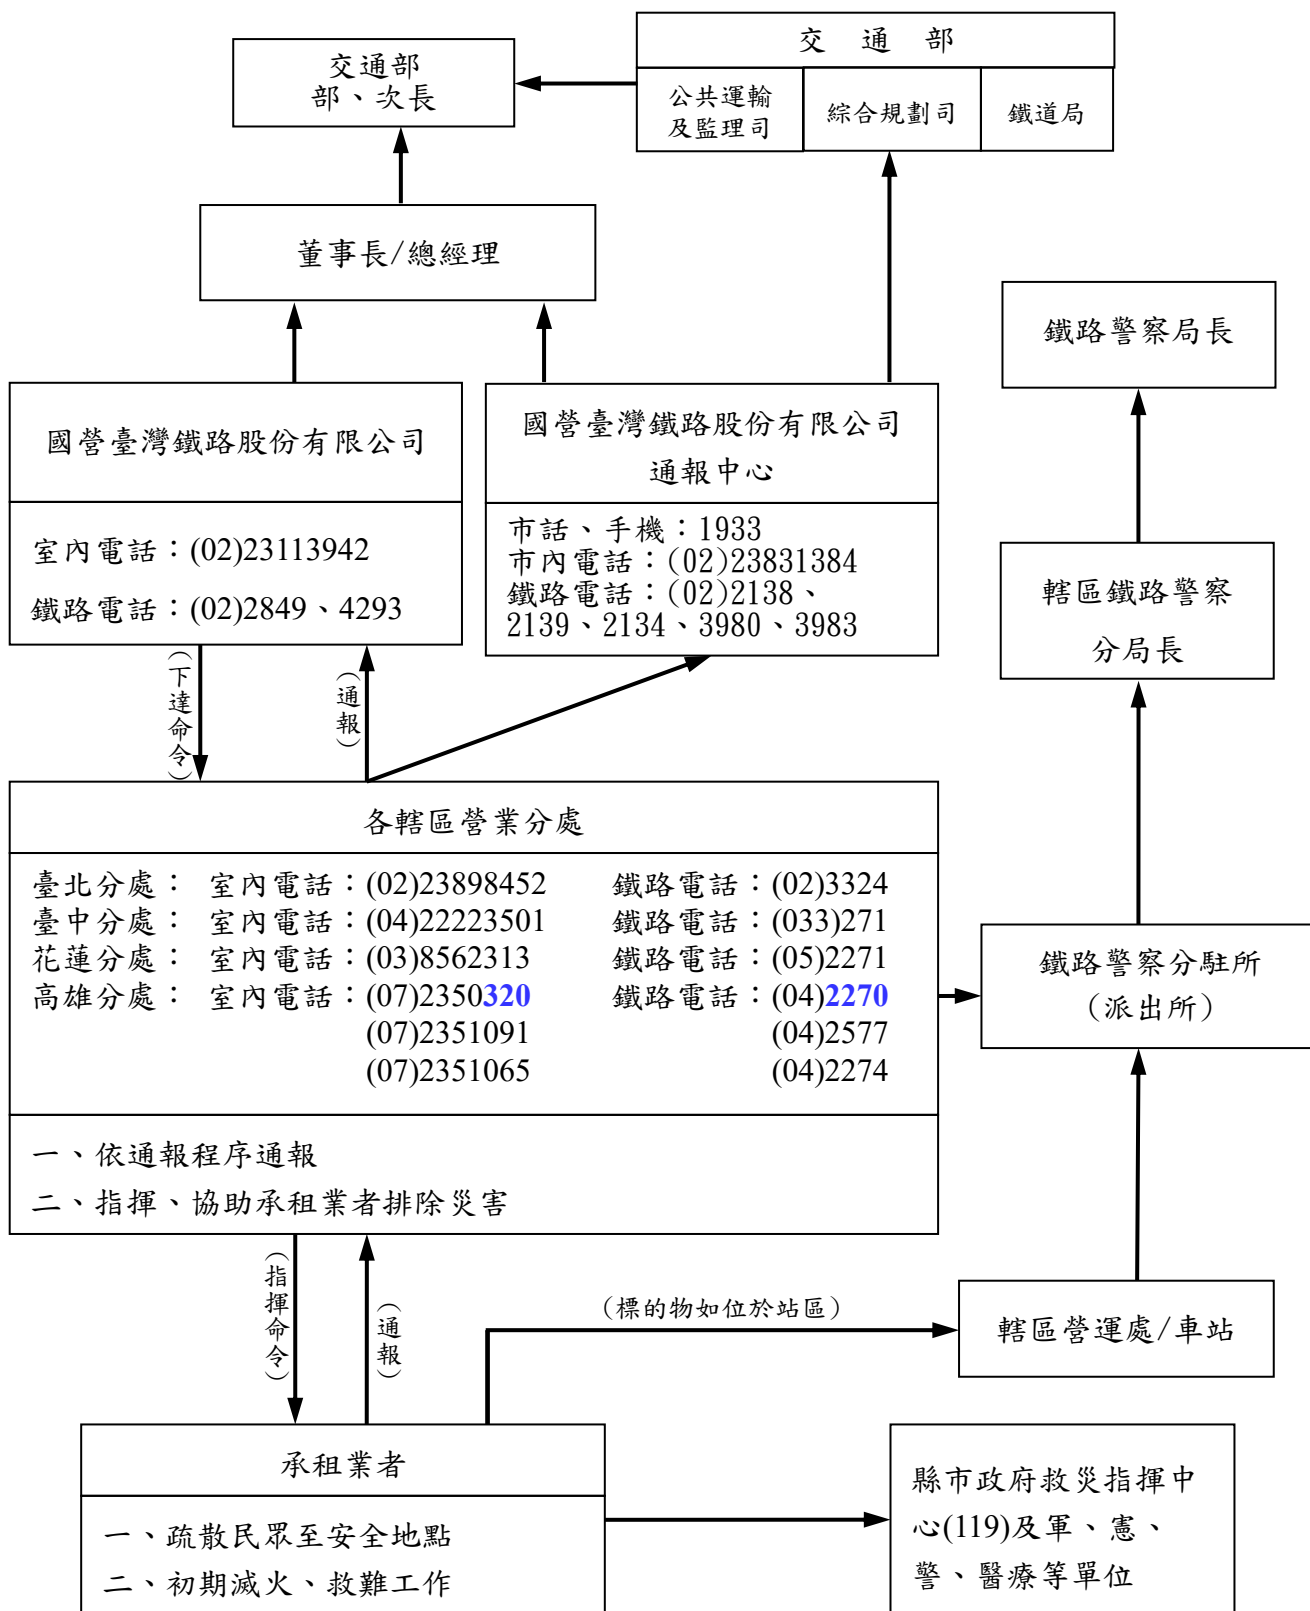 交通部
交通部
部、次長
公共運輸
及監理司
綜合規劃司
鐵道局
董事長/總經理
鐵路警察局長
國營臺灣鐵路股份有限公司
國營臺灣鐵路股份有限公司
通報中心
室內電話：(02)23113942
鐵路電話：(02)2849、4293
市話、手機：1933
市內電話：(02)23831384
鐵路電話：(02)2138、
2139、2134、3980、3983
轄區鐵路警察
分局長
(下達命令)
(通報)
各轄區營業分處
臺北分處： 室內電話：(02)23898452 鐵路電話：(02)3324
臺中分處： 室內電話：(04)22223501 鐵路電話：(033)271
花蓮分處： 室內電話：(03)8562313 鐵路電話：(05)2271
高雄分處： 室內電話：(07)2350320 鐵路電話：(04)2270
(07)2351091 (04)2577
(07)2351065 (04)2274
鐵路警察分駐所
（派出所）
一、依通報程序通報
二、指揮、協助承租業者排除災害
(指揮命令)
(通報)
（標的物如位於站區）
轄區營運處/車站
承租業者
一、疏散民眾至安全地點
二、初期滅火、救難工作
縣市政府救災指揮中
心(119)及軍、憲、
警、醫療等單位